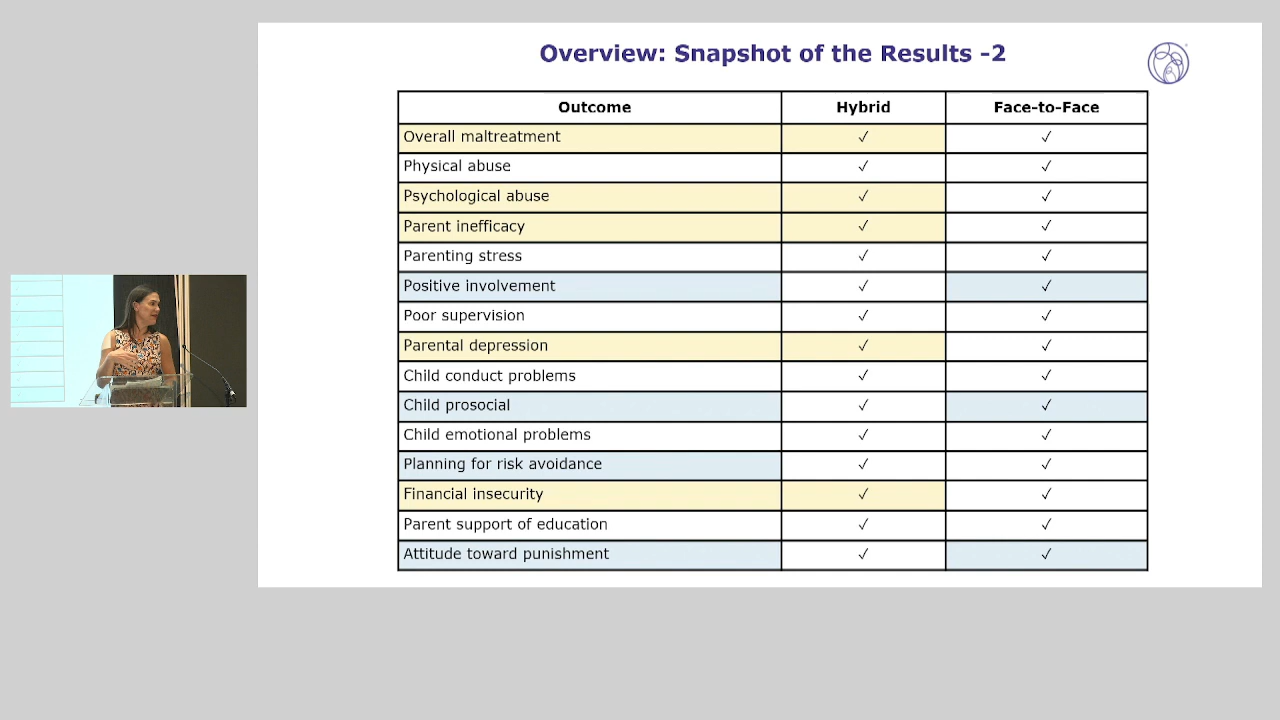 Overview: Snapshot of the Results -2
Outcome Hybrid Face-to-Face
Overall maltreatment ✓ ✓
Physical abuse ✓ ✓
Psychological abuse ✓ ✓
Parent inefficacy ✓ ✓
Parenting stress ✓ ✓
Positive involvement ✓ ✓
Poor supervision ✓ ✓
Parental depression ✓ ✓
Child conduct problems ✓ ✓
Child prosocial ✓ ✓
Child emotional problems ✓ ✓
Planning for risk avoidance ✓ ✓
Financial insecurity ✓ ✓
Parent support of education ✓ ✓
Attitude toward punishment ✓ ✓